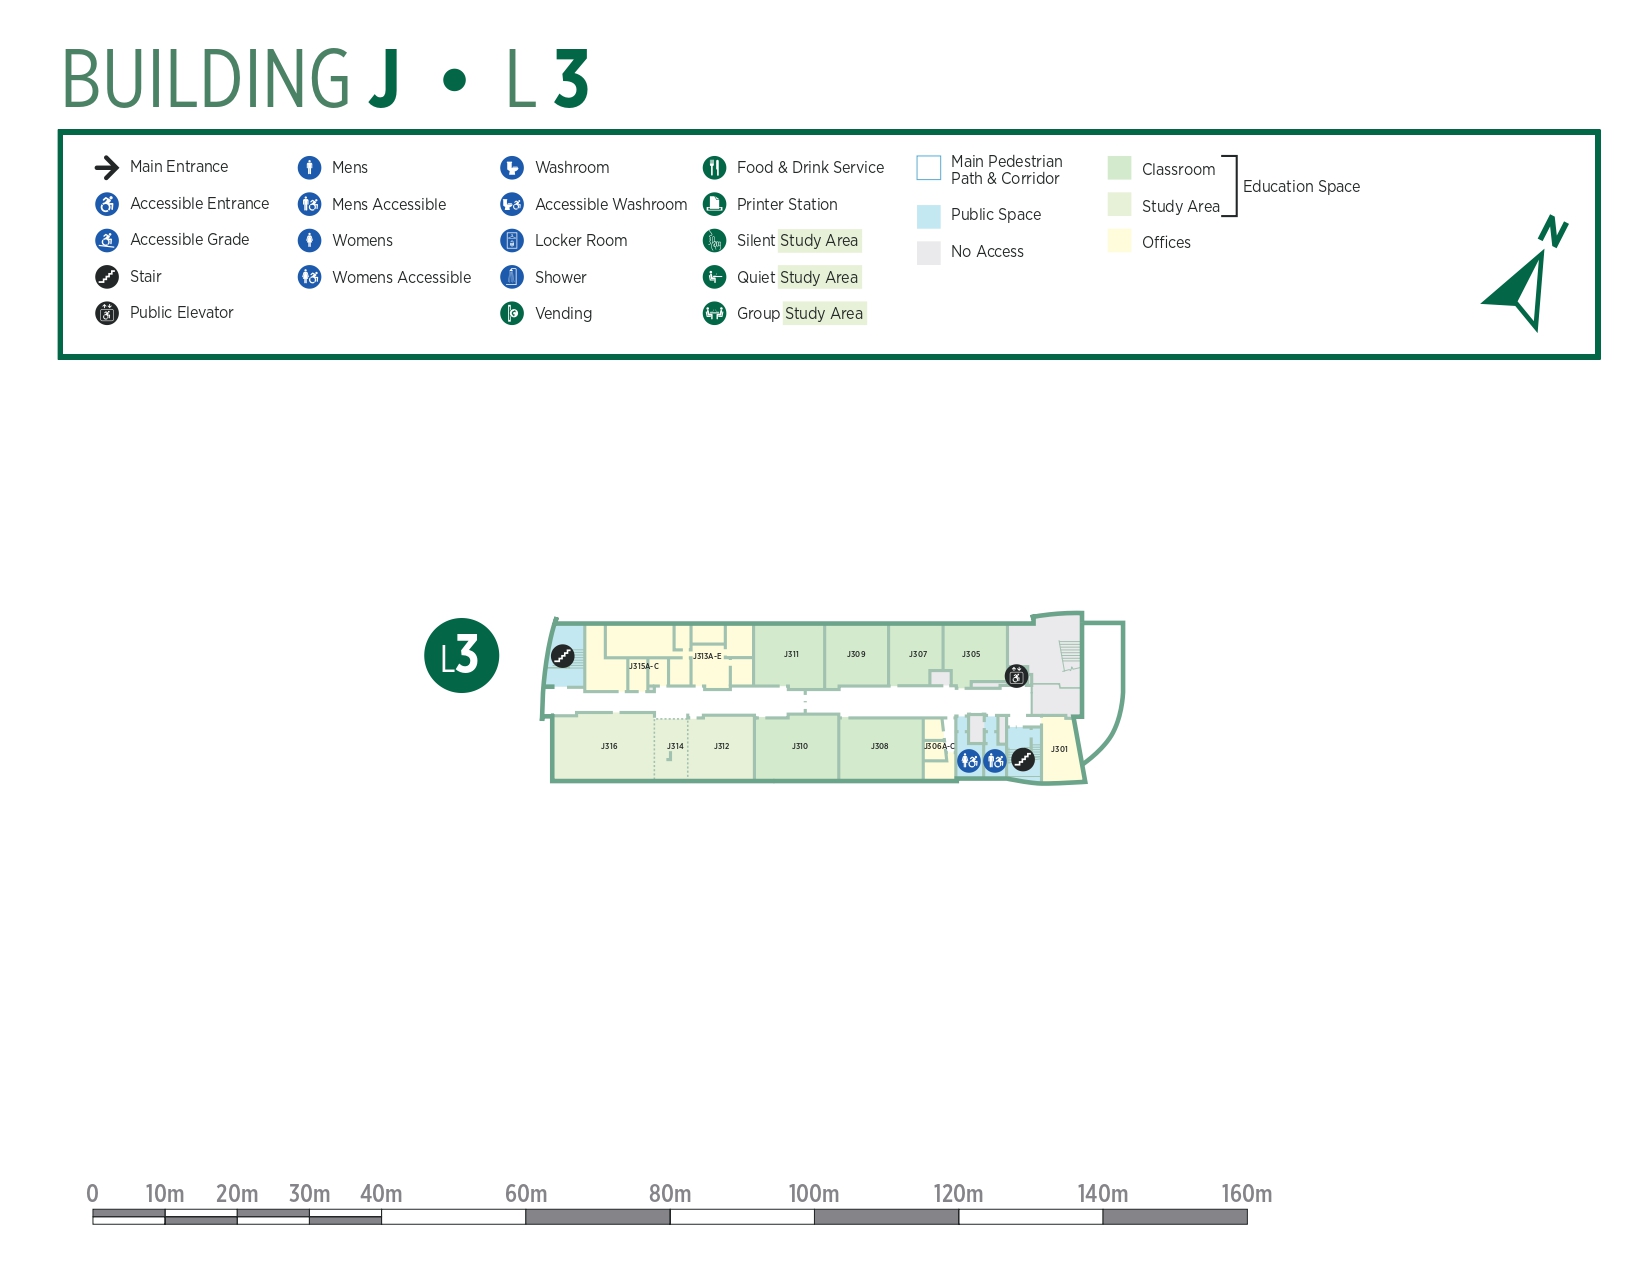 BUILDING J • L 3
Main Entrance
Accessible Entrance
Accessible Grade
Stair
Public Elevator
Mens
Mens Accessible
Womens
Womens Accessible
Washroom
Accessible Washroom
Locker Room
Shower
Vending
Food & Drink Service
Printer Station
Silent Study Area
Quiet Study Area
Group Study Area
Main Pedestrian
Path & Corridor
Public Space
No Access
Classroom
Study Area
Offices
Education Space
N
L3
J315A-C
J313A-E
J311
J309
J307
J305
J316
J314
J312
J310
J308
J306A-C
J301
0 10m 20m 30m 40m 60m 80m 100m 120m 140m 160m